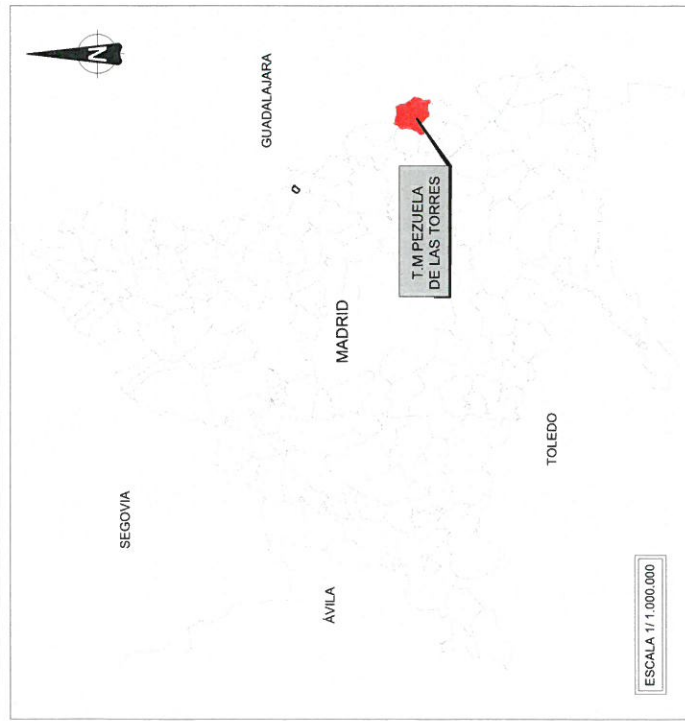 N
SEGOVIA
GUADALAJARA
MADRID
ÁVILA
T.M PEZUELA
DE LAS TORRES
TOLEDO
ESCALA 1/ 1.000.000